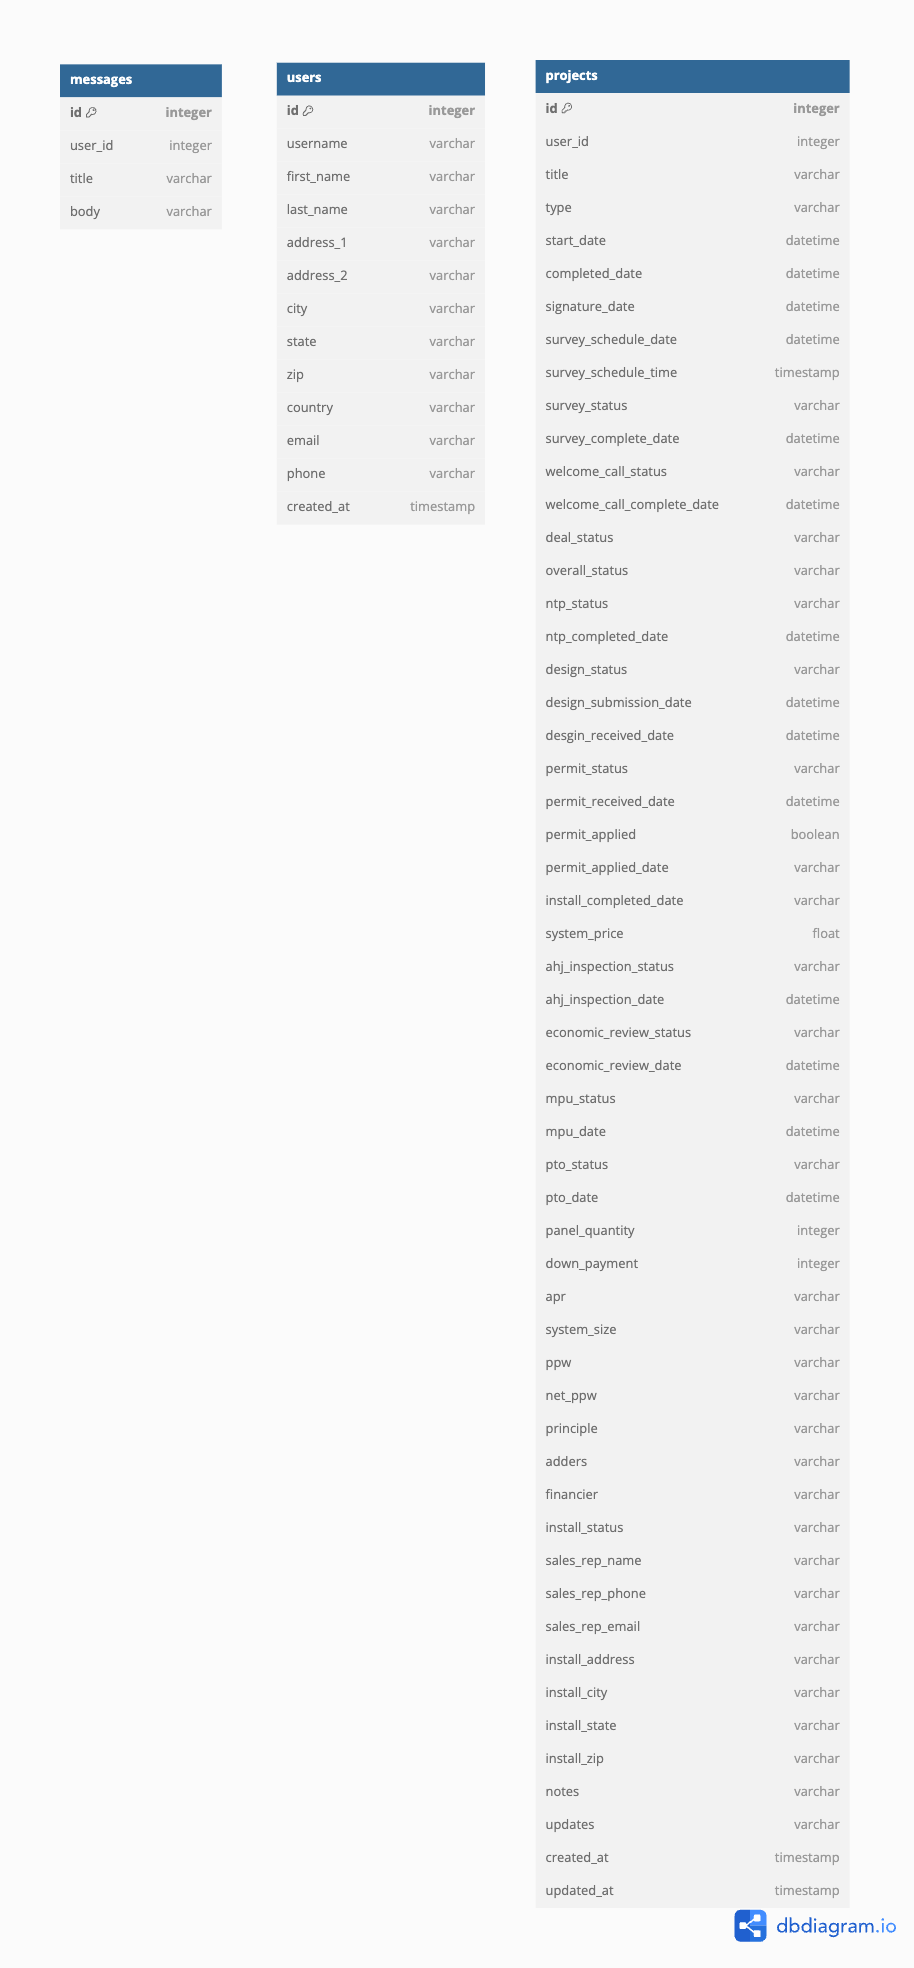 messages
id integer
user_id integer
title varchar
body varchar
users
id integer
username varchar
first_name varchar
last_name varchar
address_1 varchar
address_2 varchar
city varchar
state varchar
zip varchar
country varchar
email varchar
phone varchar
created_at timestamp
projects
id integer
user_id integer
title varchar
type varchar
start_date datetime
completed_date datetime
signature_date datetime
survey_schedule_date datetime
survey_schedule_time timestamp
survey_status varchar
survey_complete_date datetime
welcome_call_status varchar
welcome_call_complete_date datetime
deal_status varchar
overall_status varchar
ntp_status varchar
ntp_completed_date datetime
design_status varchar
design_submission_date datetime
desgin_received_date datetime
permit_status varchar
permit_received_date datetime
permit_applied boolean
permit_applied_date varchar
install_completed_date varchar
system_price float
ahj_inspection_status varchar
ahj_inspection_date datetime
economic_review_status varchar
economic_review_date datetime
mpu_status varchar
mpu_date datetime
pto_status varchar
pto_date datetime
panel_quantity integer
down_payment integer
apr varchar
system_size varchar
ppw varchar
net_ppw varchar
principle varchar
adders varchar
financier varchar
install_status varchar
sales_rep_name varchar
sales_rep_phone varchar
sales_rep_email varchar
install_address varchar
install_city varchar
install_state varchar
install_zip varchar
notes varchar
updates varchar
created_at timestamp
updated_at timestamp
dbdiagram.io